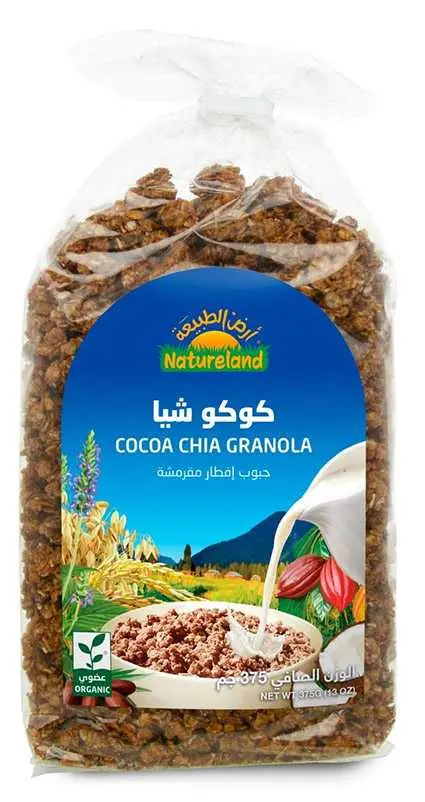 أرض الطبيعة
Natureland
كوكو شيا
COCOA CHIA GRANOLA
حبوب إفطار مقرمشة
عضوي
ORGANIC
الوزن الصافي 375 جم
NET WT 375G (13 OZ)